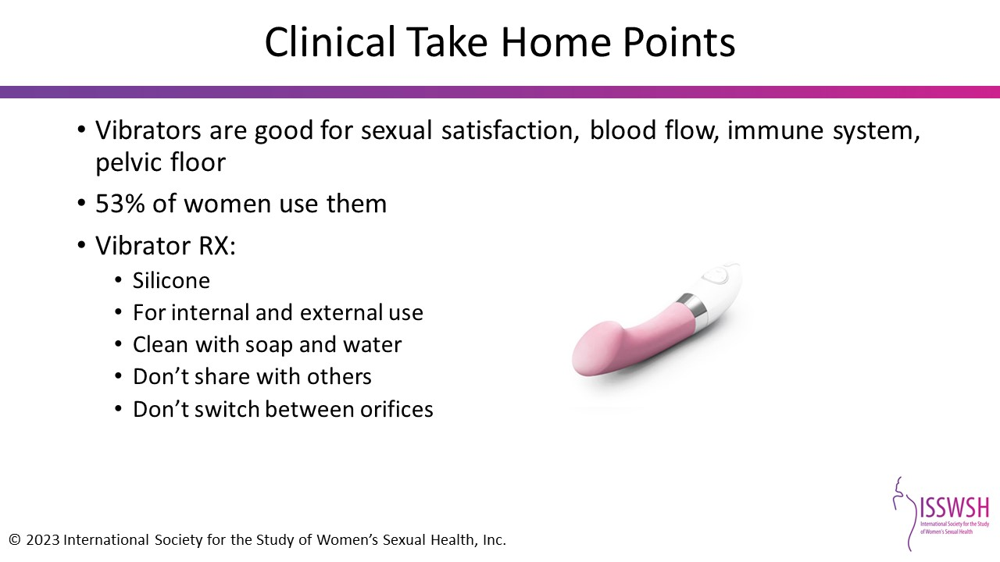 Clinical Take Home Points
• Vibrators are good for sexual satisfaction, blood flow, immune system,
pelvic floor
• 53% of women use them
• Vibrator RX:
• Silicone
• For internal and external use
• Clean with soap and water
• Don’t share with others
• Don’t switch between orifices
ISSWSH
International Society for the Study
of Women's Sexual Health
© 2023 International Society for the Study of Women’s Sexual Health, Inc.